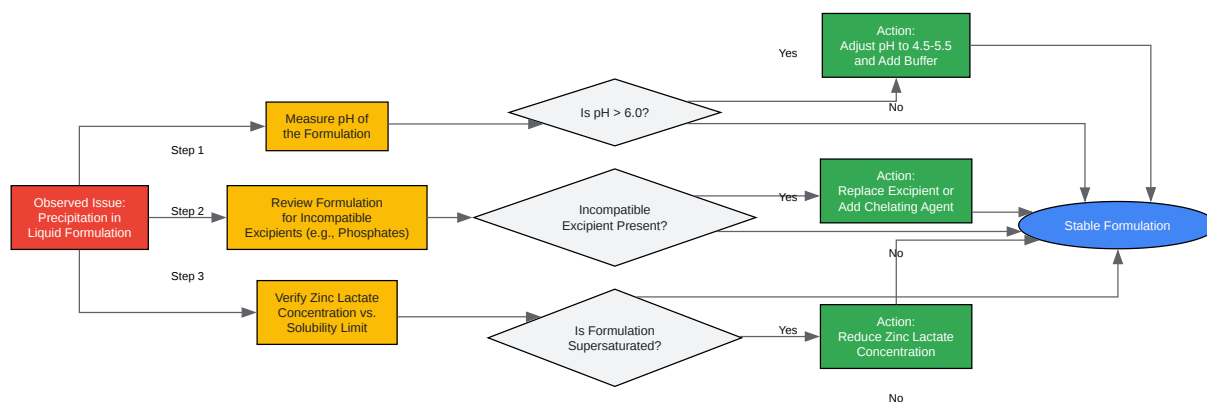 Action:
Adjust pH to 4.5-5.5
and Add Buffer
Yes
Measure pH of
the Formulation
Is pH > 6.0?
No
Step 1
Observed Issue:
Precipitation in
Liquid Formulation
Step 2
Review Formulation
for Incompatible
Excipients (e.g., Phosphates)
Incompatible
Excipient Present?
Yes
Action:
Replace Excipient or
Add Chelating Agent
Stable Formulation
No
Step 3
Verify Zinc Lactate
Concentration vs.
Solubility Limit
Is Formulation
Supersaturated?
Yes
Action:
Reduce Zinc Lactate
Concentration
No